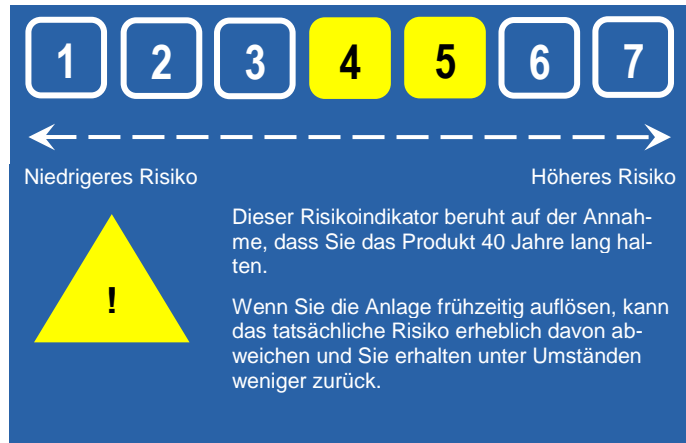 1 2 3 4 5 6 7
Niedrigeres Risiko Höheres Risiko
Dieser Risikoindikator beruht auf der Annah-
me, dass Sie das Produkt 40 Jahre lang hal-
ten.
!
Wenn Sie die Anlage frühzeitig auflösen, kann
das tatsächliche Risiko erheblich davon ab-
weichen und Sie erhalten unter Umständen
weniger zurück.